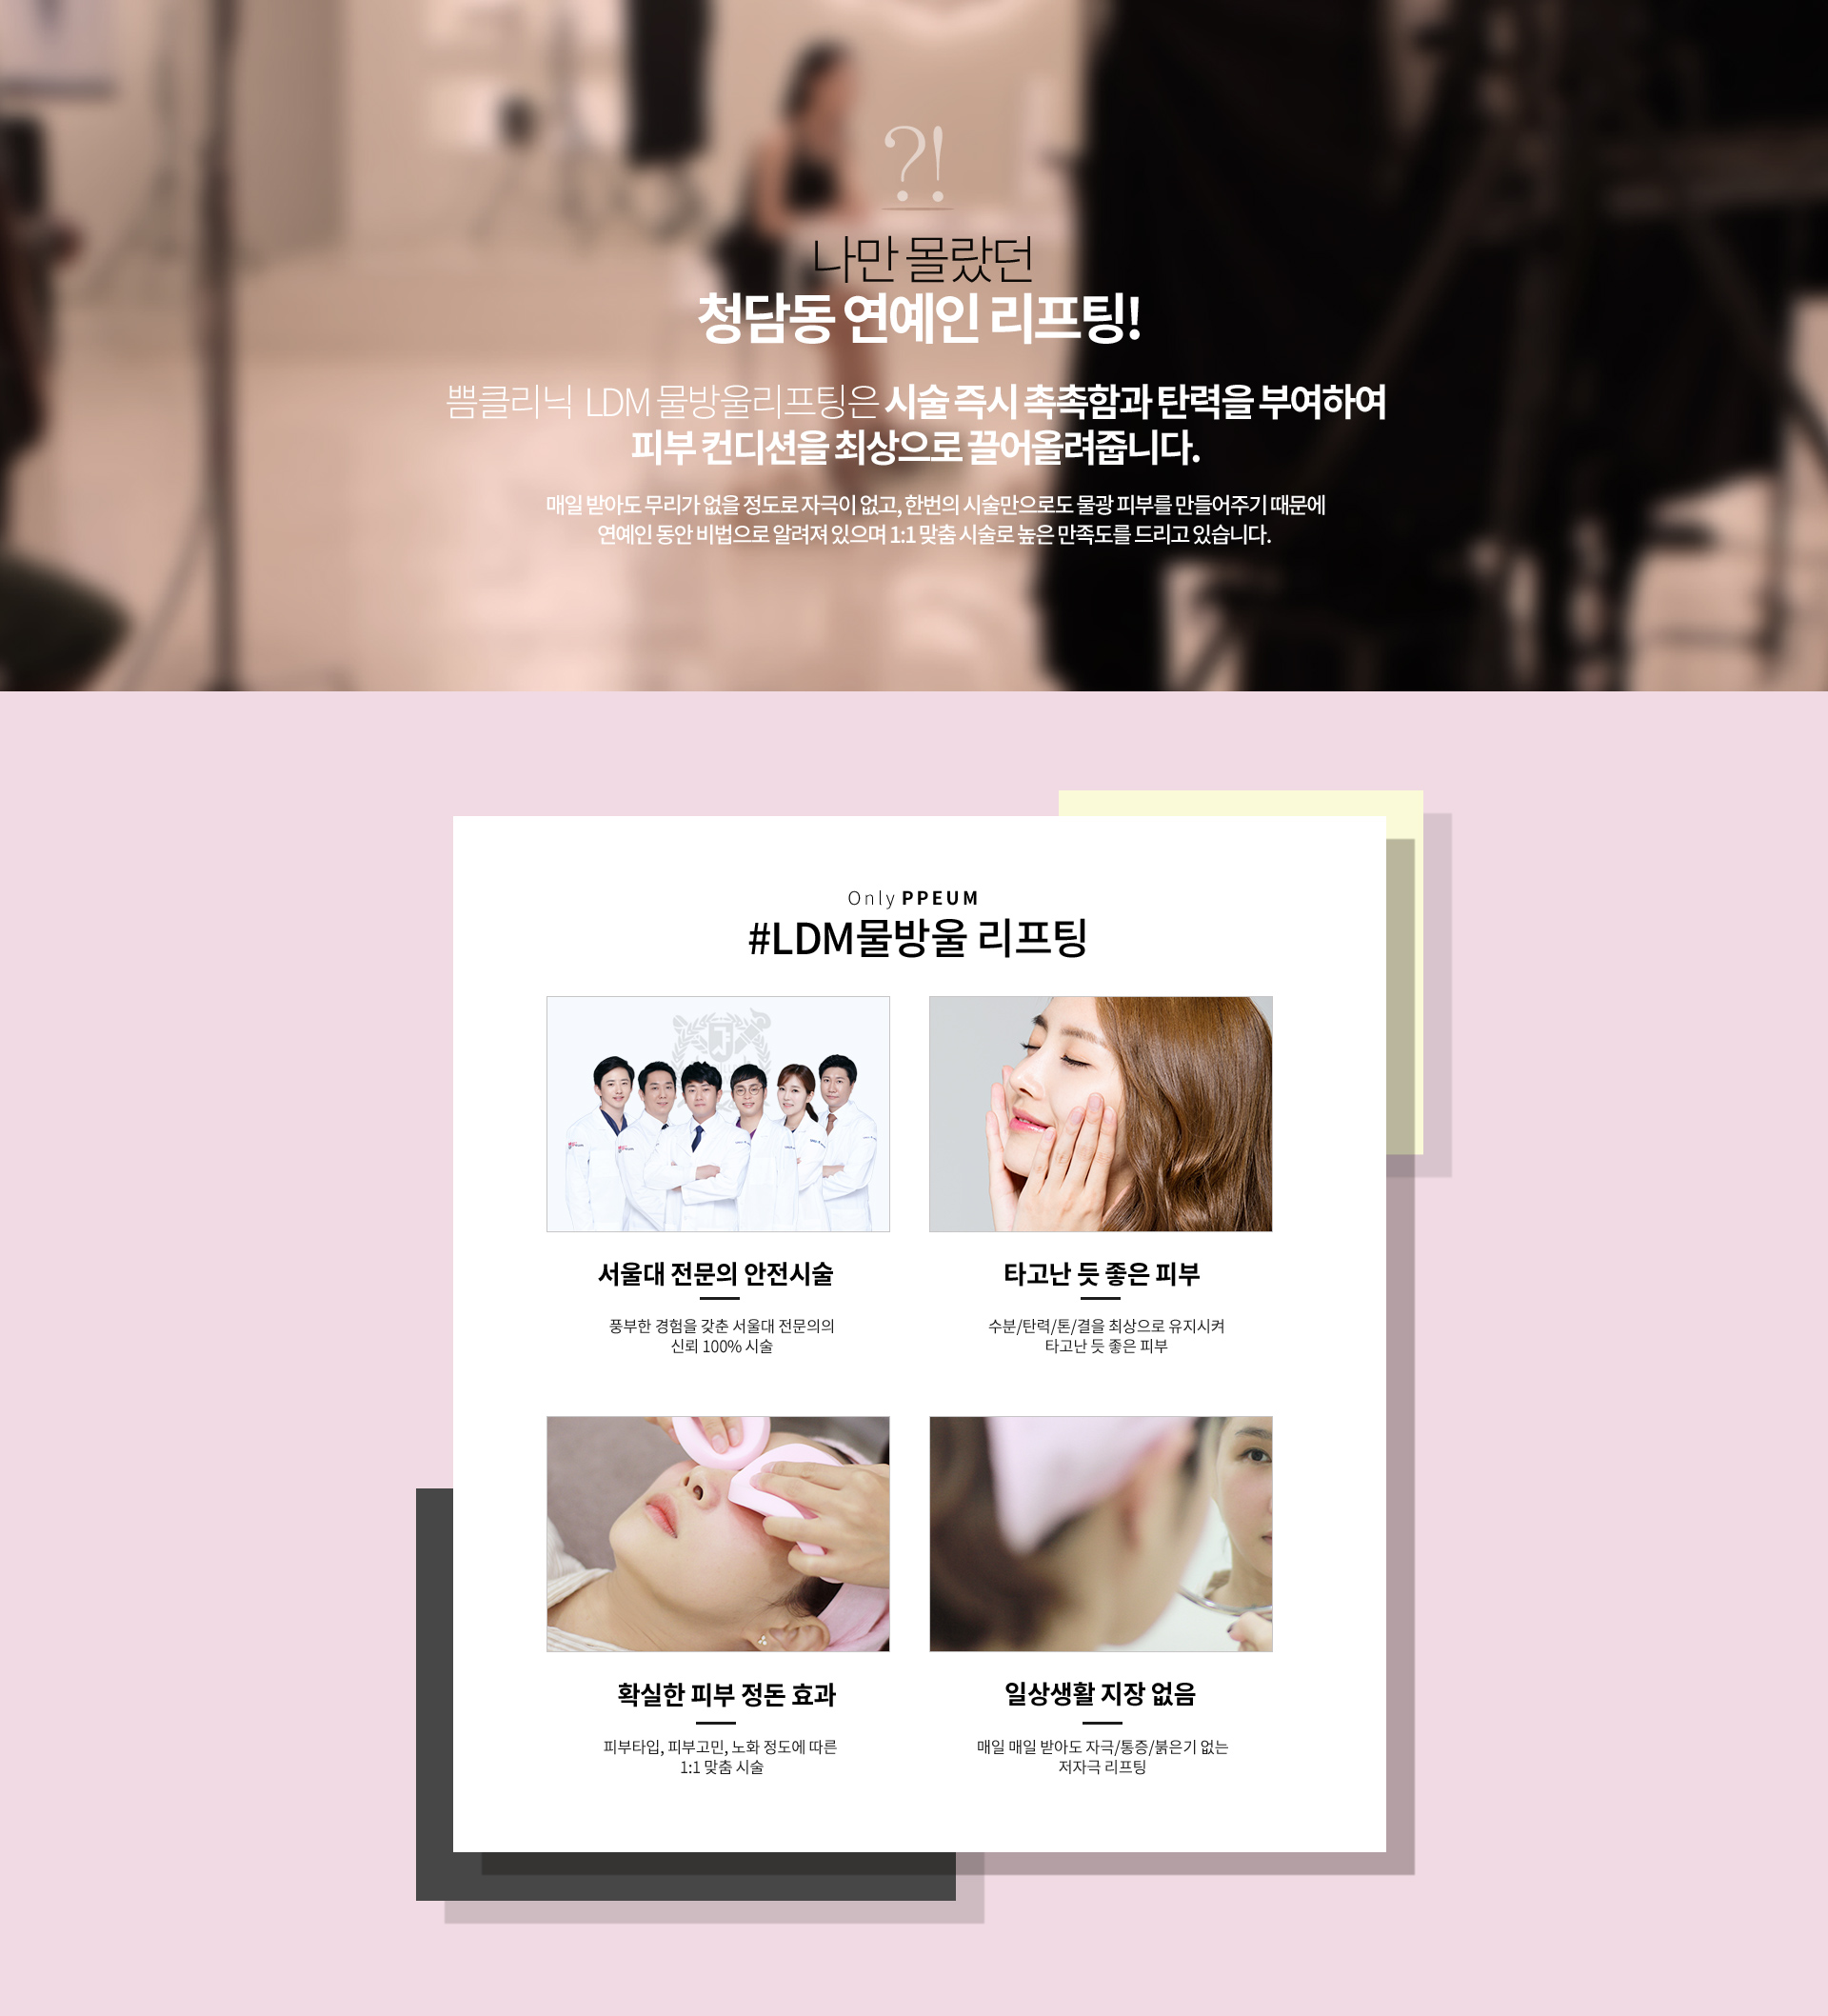 ?!
나만 몰랐던
청담동 연예인 리프팅!
쁨클리닉 LDM 물방울리프팅은 시술 즉시 촉촉함과 탄력을 부여하여
피부 컨디션을 최상으로 끌어올려줍니다.
매일 받아도 무리가 없을 정도로 자극이 없고, 한번의 시술만으로도 물광 피부를 만들어주기 때문에
연예인 동안 비법으로 알려져 있으며 1:1 맞춤 시술로 높은 만족도를 드리고 있습니다.
Only PPEUM
#LDM물방울 리프팅
서울대 전문의 안전시술
풍부한 경험을 갖춘 서울대 전문의의
신뢰 100% 시술
타고난 듯 좋은 피부
수분/탄력/톤/결을 최상으로 유지시켜
타고난 듯 좋은 피부
확실한 피부 정돈 효과
피부타입, 피부고민, 노화 정도에 따른
1:1 맞춤 시술
일상생활 지장 없음
매일 매일 받아도 자극/통증/붉은기 없는
저자극 리프팅